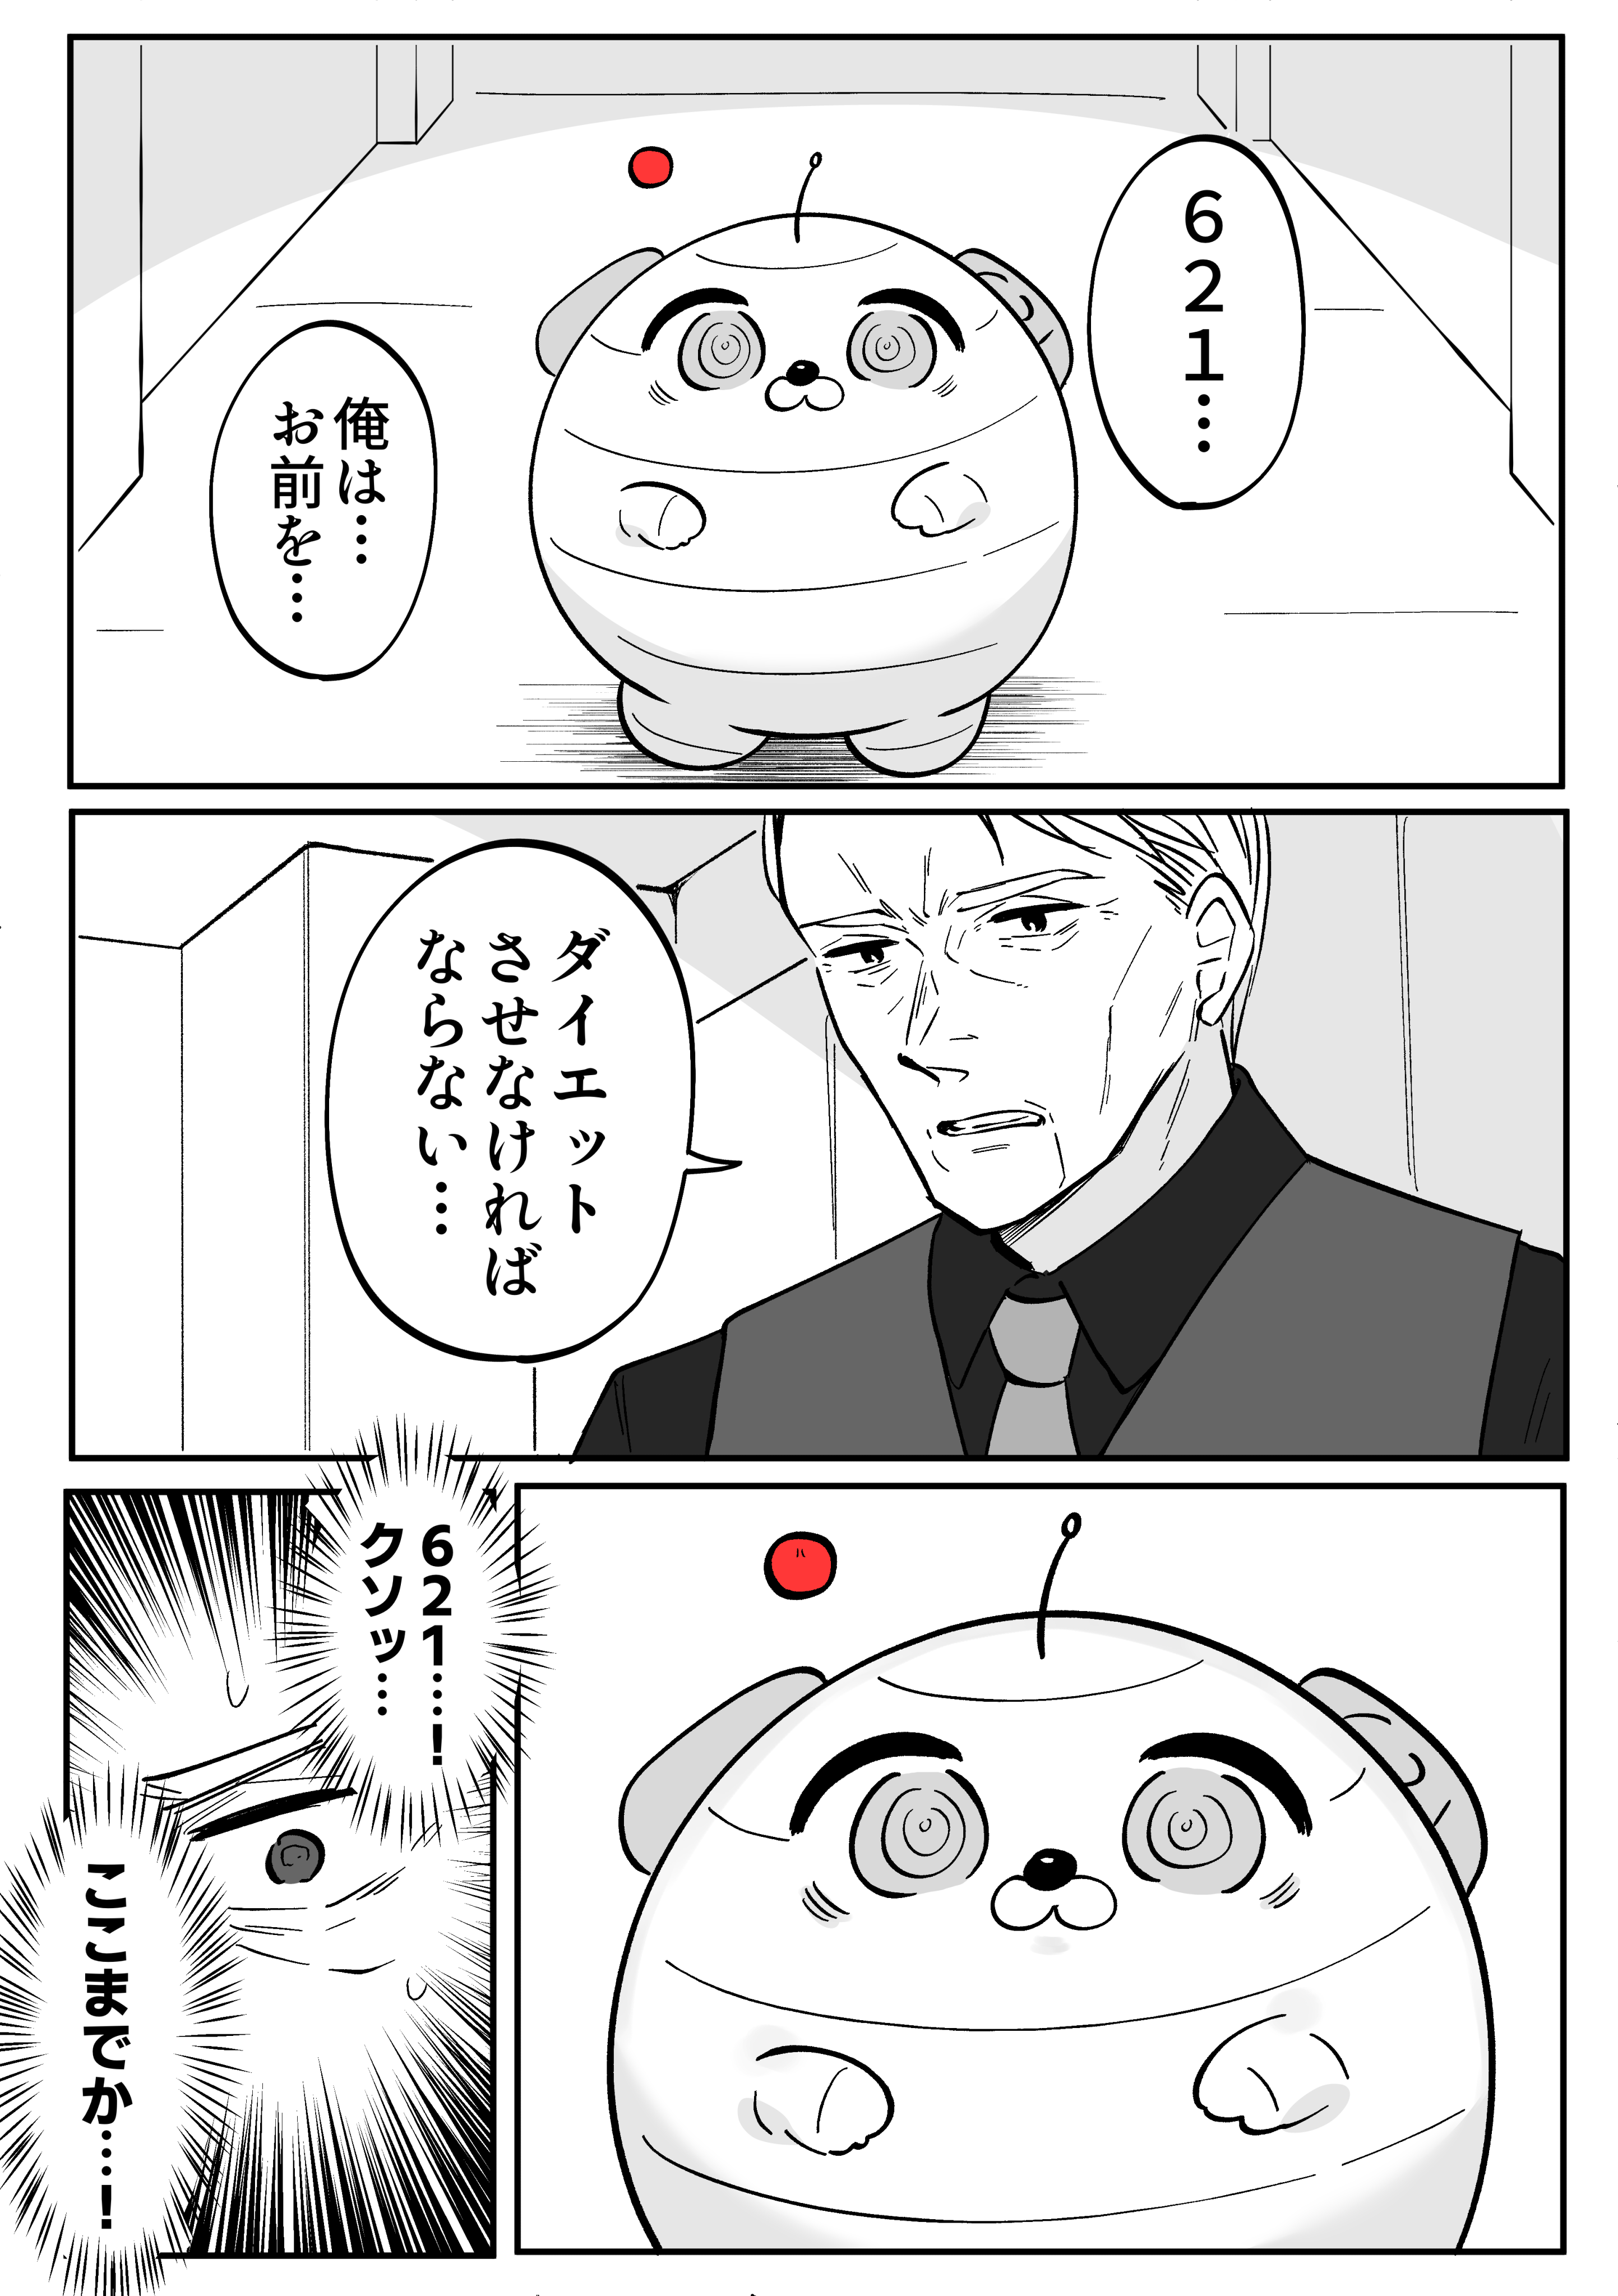 621…
俺は…
お前を…
ダイエット
させなければ
ならない…
621……!
クソッ…
ここまでか……!